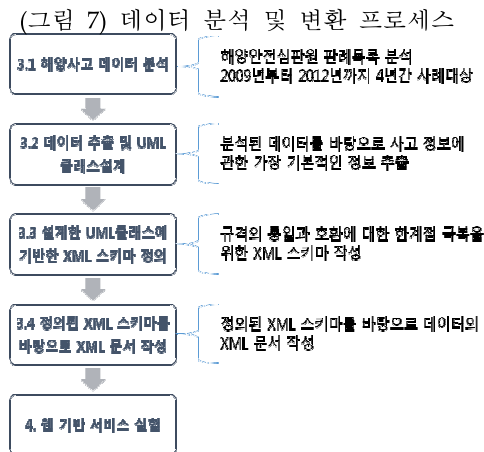 (그림 7) 데이터 분석 및 변환 프로세스
3.1 해양사고 데이터 분석
해양안전심판원 판례목록 분석
2009년부터 2012년까지 4년간 사례대상
3.2 데이터 추출 및 UML
클래스설계
분석된 데이터를 바탕으로 사고 정보에
관한 가장 기본적인 정보 추출
3.3 설계한 UML클래스에
기반한 XML 스키마 정의
규격의 통일과 호환에 대한 한계점 극복을
위한 XML 스키마 작성
3.4 정의된 XML 스키마를
바탕으로 XML 문서 작성
정의된 XML 스키마를 바탕으로 데이터의
XML 문서 작성
4. 웹 기반 서비스 실험